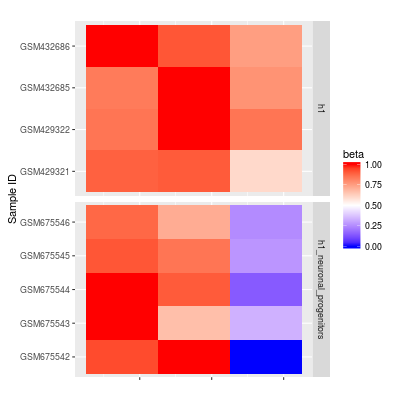 GSM432686
GSM432685
GSM429322
GSM429321
h1
GSM675546
GSM675545
GSM675544
GSM675543
GSM675542
h1_neuronal_progenitors
Sample ID
beta
1.00
0.75
0.50
0.25
0.00